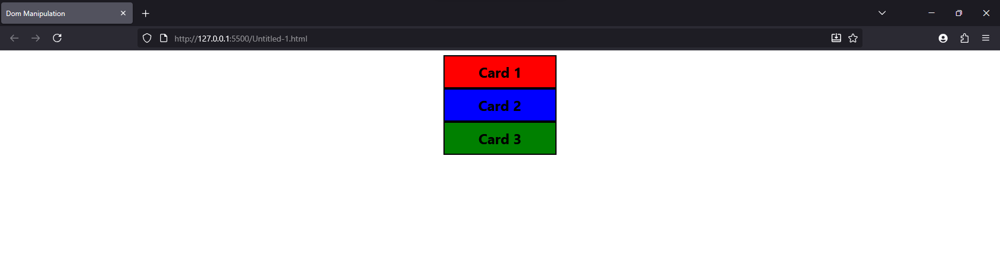 Dom Manipulation
http://127.0.0.1:5500/Untitled-1.html
Card 1
Card 2
Card 3